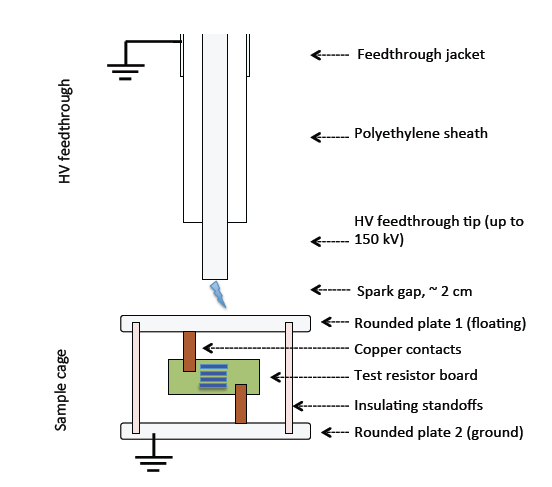 HV feedthrough
Feedthrough jacket
Polyethylene sheath
HV feedthrough tip (up to
150 kV)
Spark gap, ~ 2 cm
Sample cage
Rounded plate 1 (floating)
Copper contacts
Test resistor board
Insulating standoffs
Rounded plate 2 (ground)